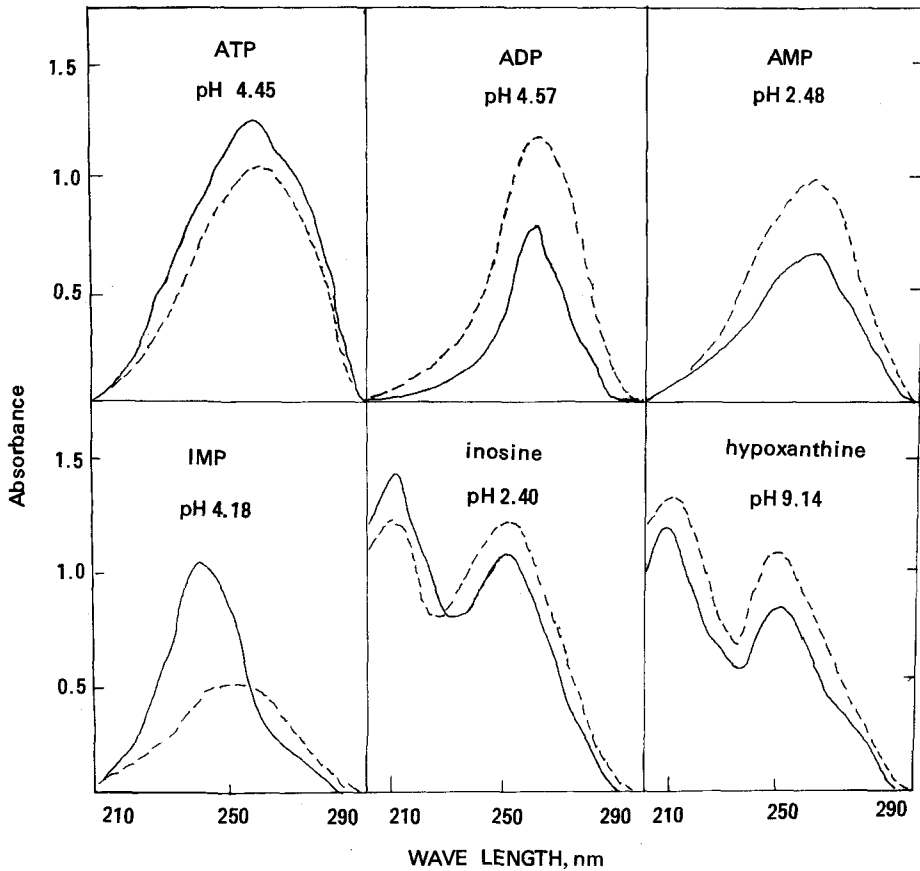 ATP
pH 4.45
ADP
pH 4.57
AMP
pH 2.48
1.5
1.0
0.5
Absorbance
IMP
pH 4.18
inosine
pH 2.40
hypoxanthine
pH 9.14
1.5
1.0
0.5
210 250 290 210 250 290 210 250 290
WAVE LENGTH, nm